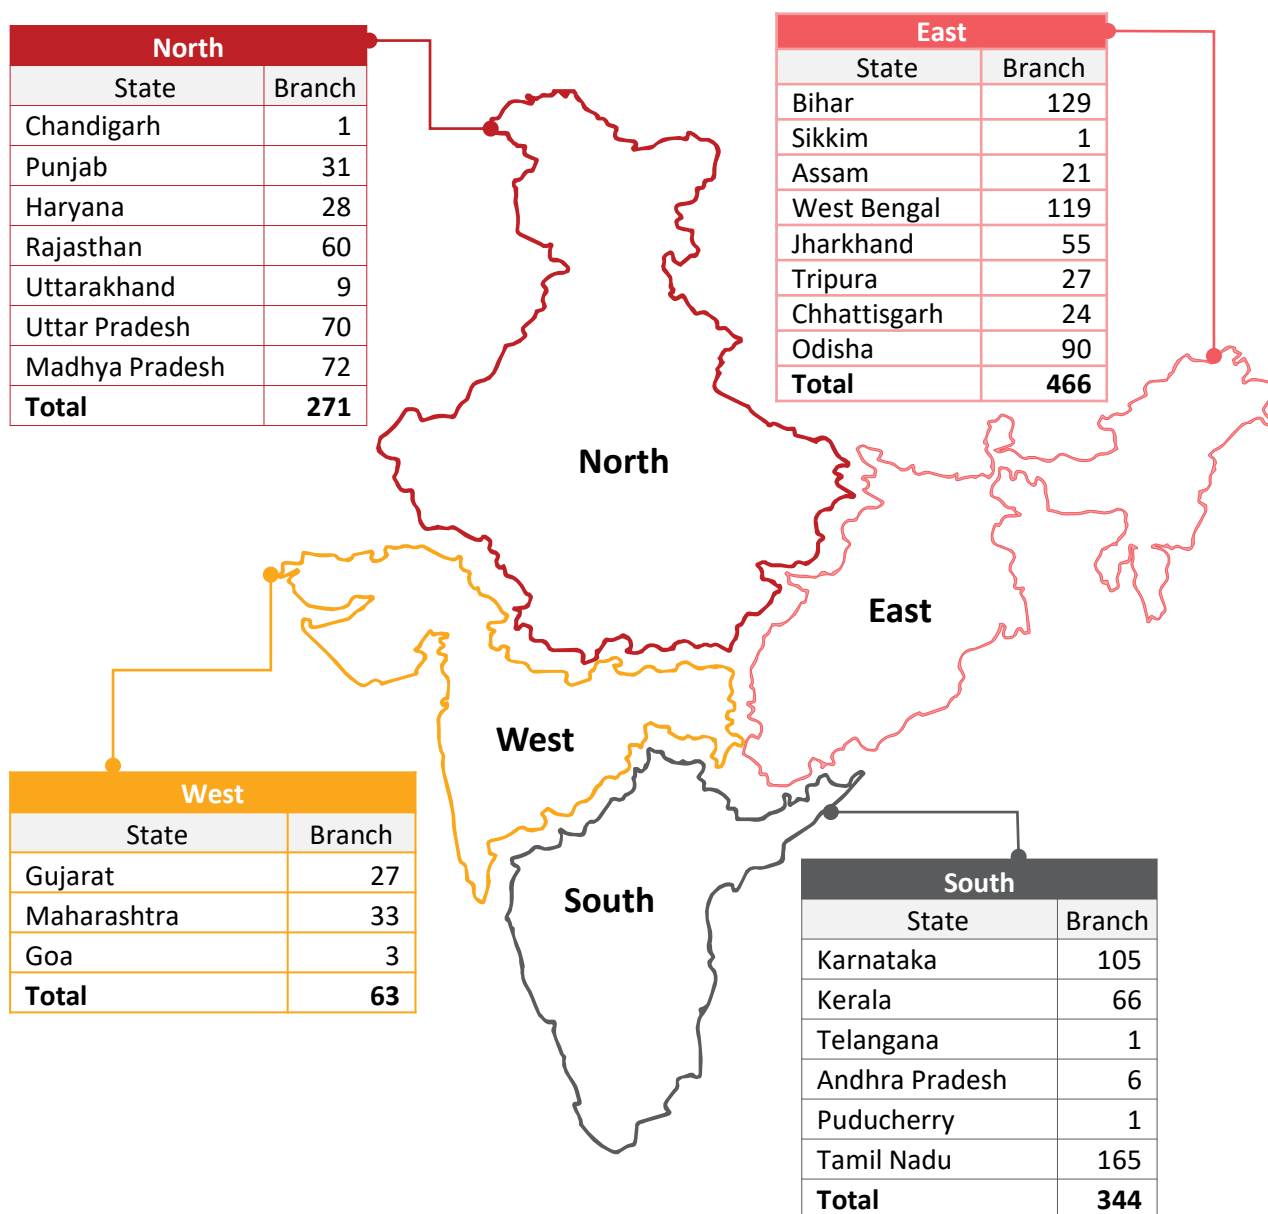 North
State Branch
Chandigarh 1
Punjab 31
Haryana 28
Rajasthan 60
Uttarakhand 9
Uttar Pradesh 70
Madhya Pradesh 72
Total 271
East
State Branch
Bihar 129
Sikkim 1
Assam 21
West Bengal 119
Jharkhand 55
Tripura 27
Chhattisgarh 24
Odisha 90
Total 466
North
East
West
South
West
State Branch
Gujarat 27
Maharashtra 33
Goa 3
Total 63
South
State Branch
Karnataka 105
Kerala 66
Telangana 1
Andhra Pradesh 6
Puducherry 1
Tamil Nadu 165
Total 344